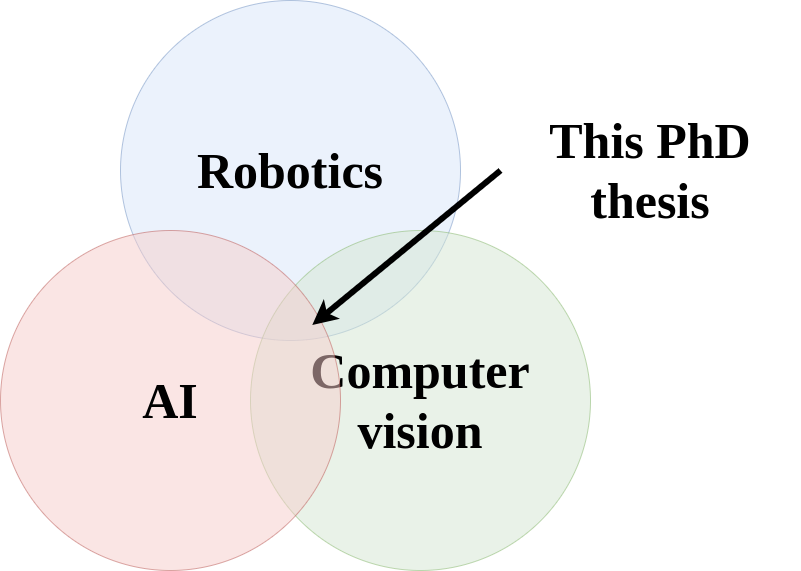 This PhD
thesis
Robotics
AI
Computer
vision